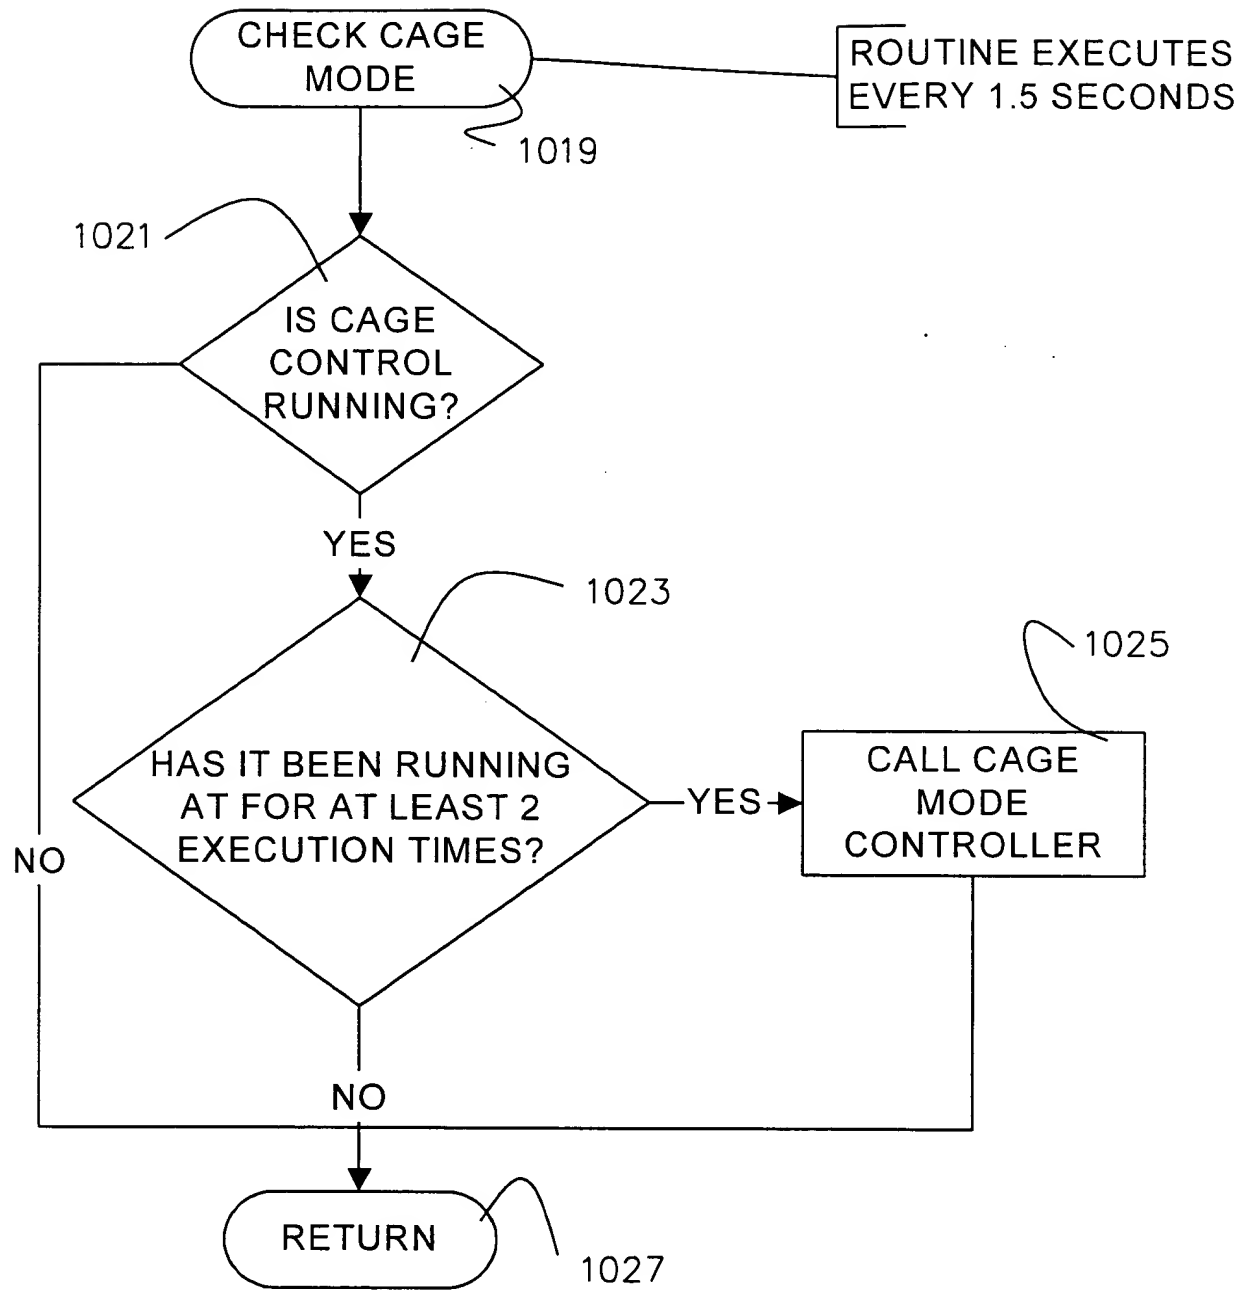 CHECK CAGE
MODE
ROUTINE EXECUTES
EVERY 1.5 SECONDS
1019
1021
IS CAGE
CONTROL
RUNNING?
YES
1023
1025
HAS IT BEEN RUNNING
AT FOR AT LEAST 2
EXECUTION TIMES?
YES
CALL CAGE
MODE
CONTROLLER
NO
NO
RETURN
1027